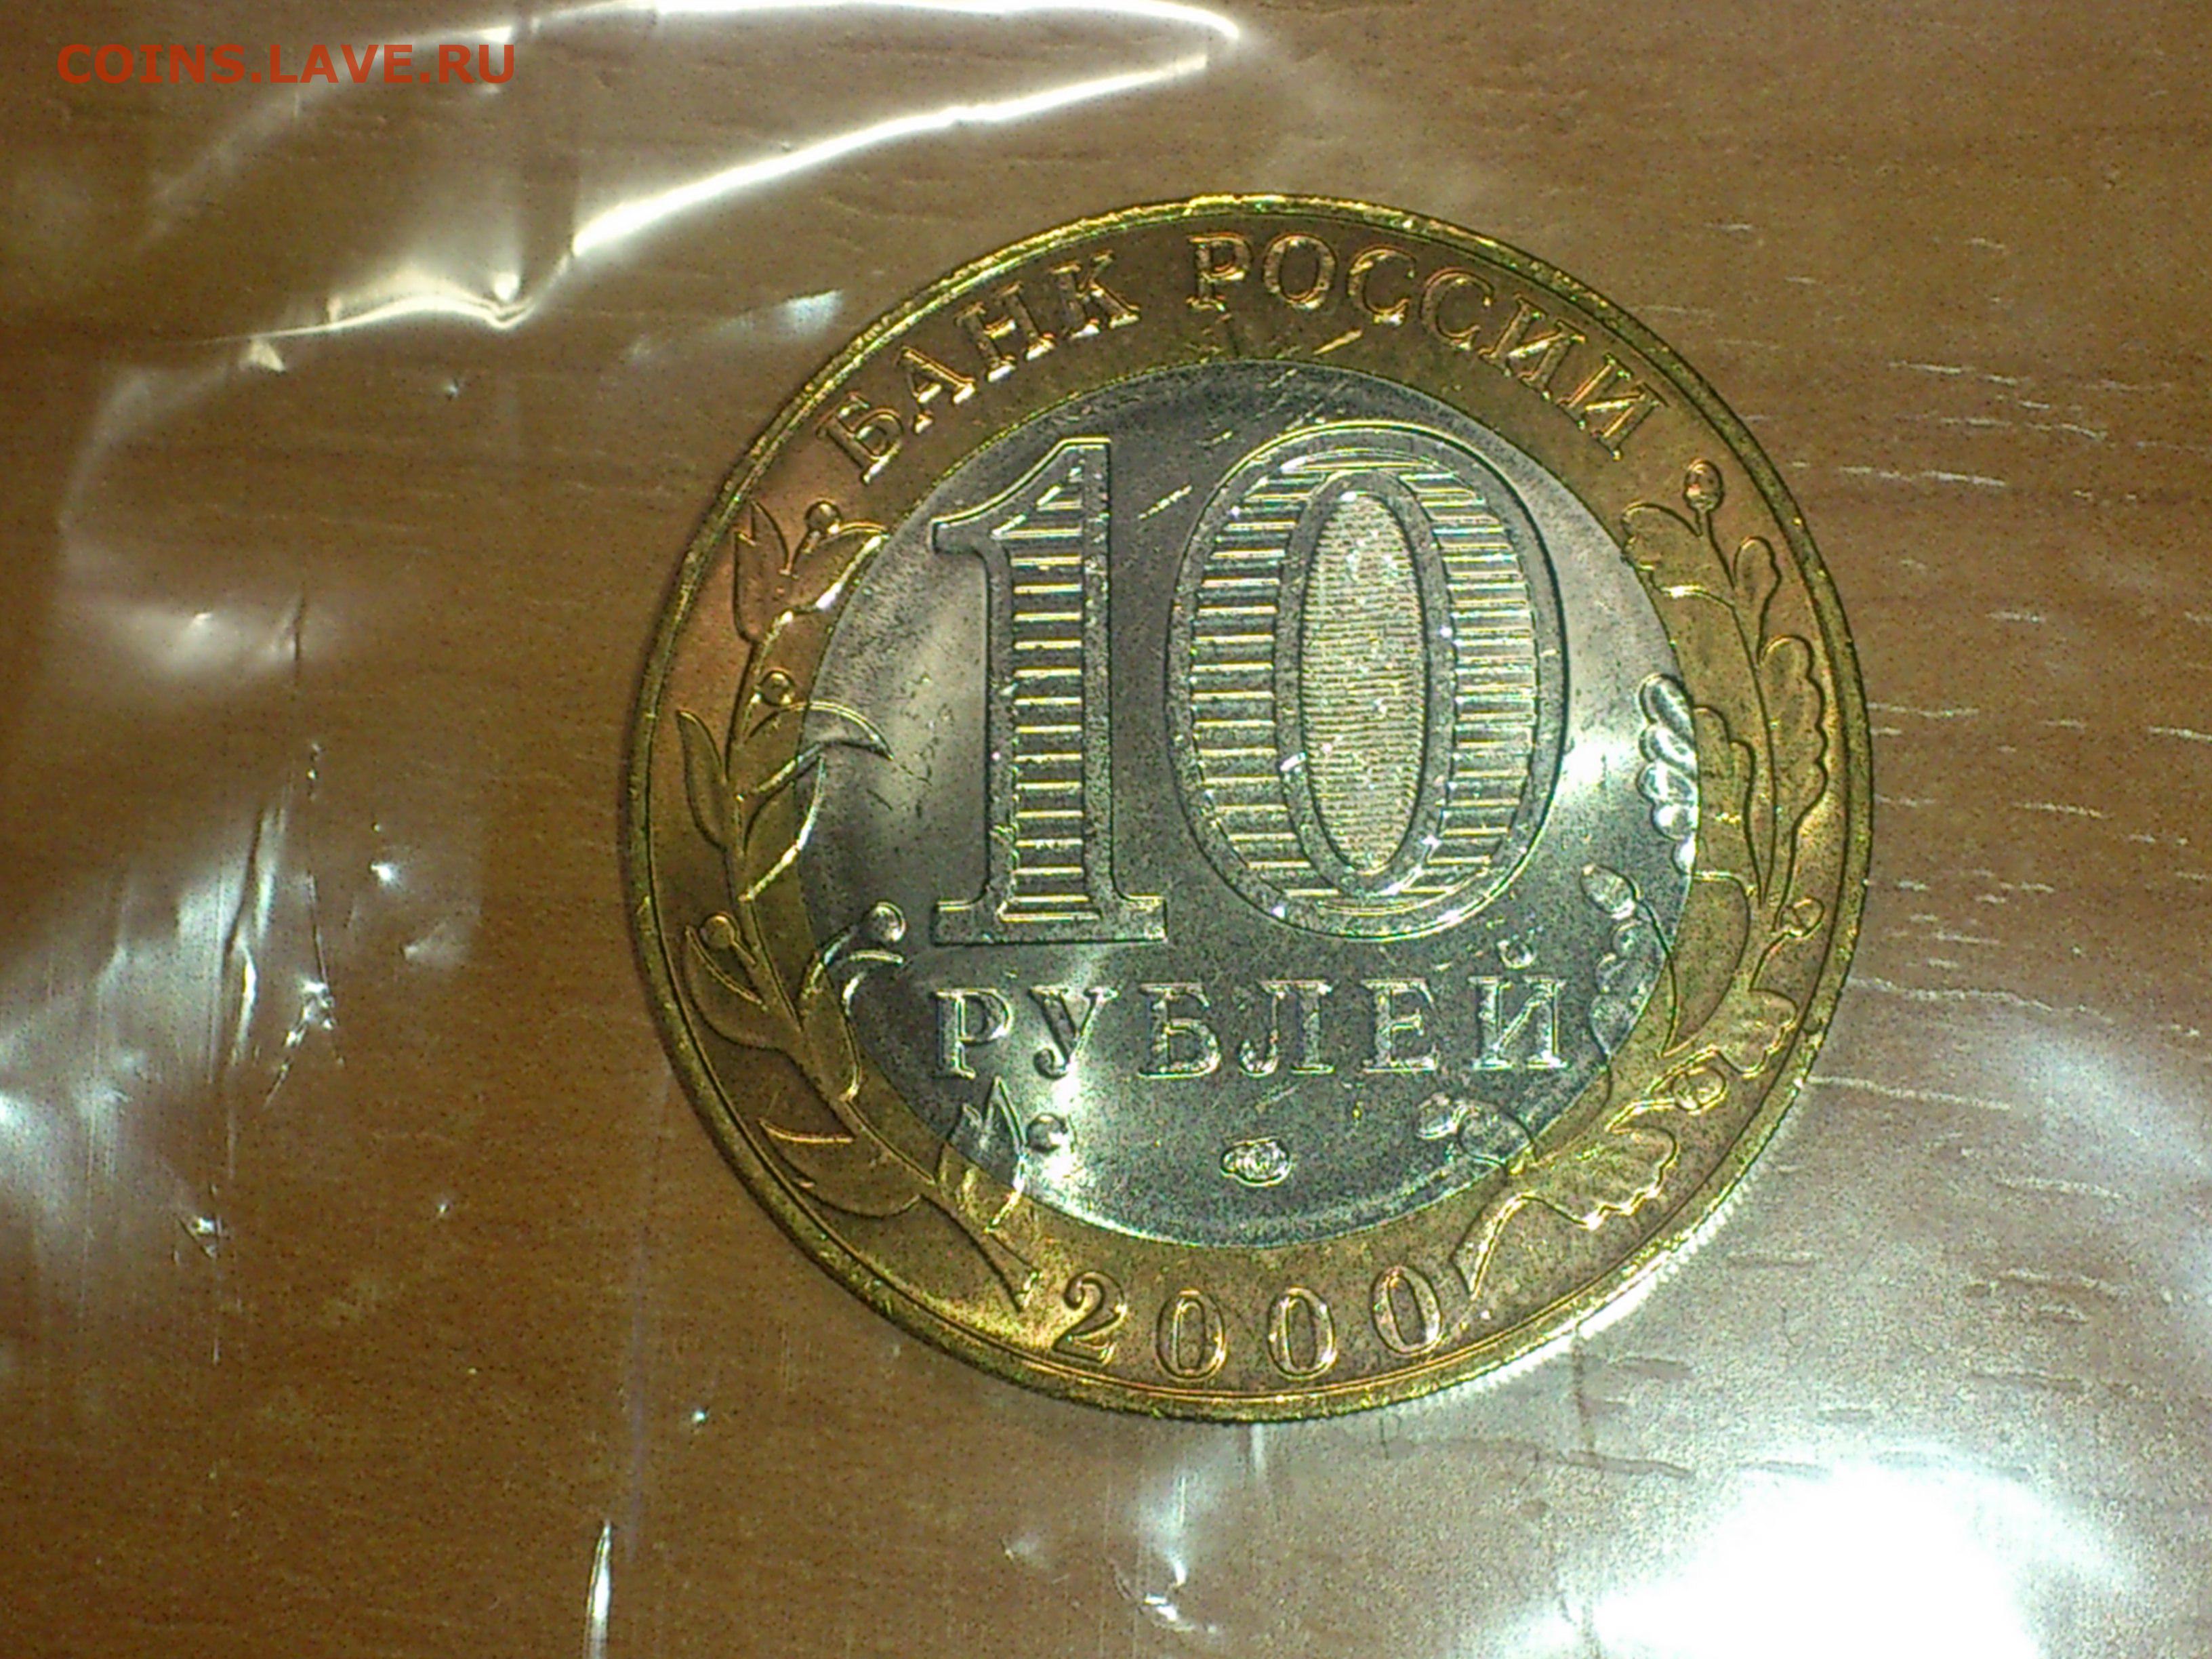 COINS.LAVE.RU
БАНК РОССИИ
10
РУБЛЕЙ
2000